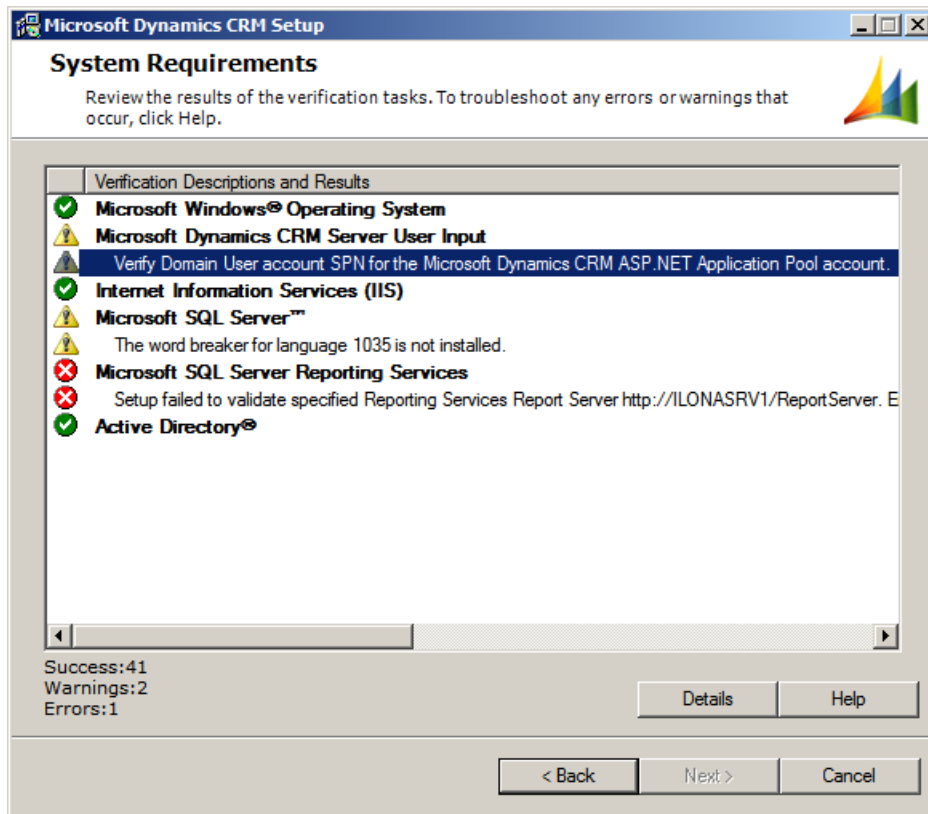 Microsoft Dynamics CRM Setup
System Requirements
Review the results of the verification tasks. To troubleshoot any errors or warnings that
occur, click Help.
Verification Descriptions and Results
Microsoft Windows® Operating System
Microsoft Dynamics CRM Server User Input
Verify Domain User account SPN for the Microsoft Dynamics CRM ASP.NET Application Pool account.
Internet Information Services (IIS)
Microsoft SQL Server™
The word breaker for language 1035 is not installed.
Microsoft SQL Server Reporting Services
Setup failed to validate specified Reporting Services Report Server http://ILONASRV1/ReportServer. E
Active Directory®
Success:41
Warnings:2
Errors:1
Details
Help
< Back
Next >
Cancel